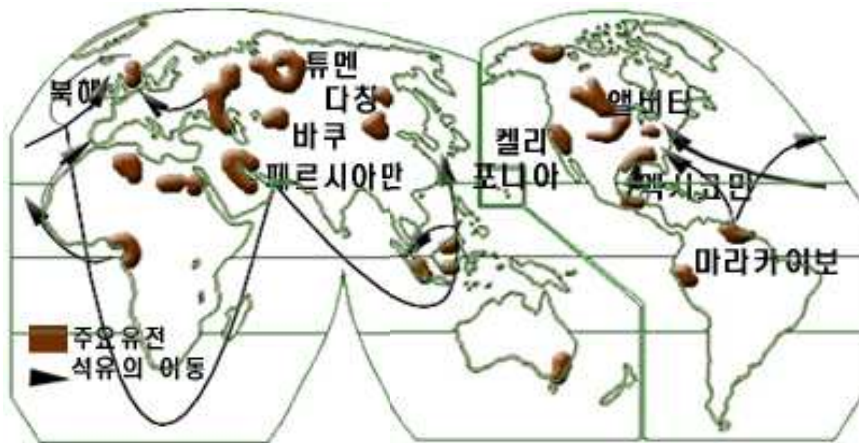 튜멘
북해
다칭
앨버타
바쿠
켈리
포니아
페르시아만
멕시코만
마라카이보
주요유전
석유의 이동